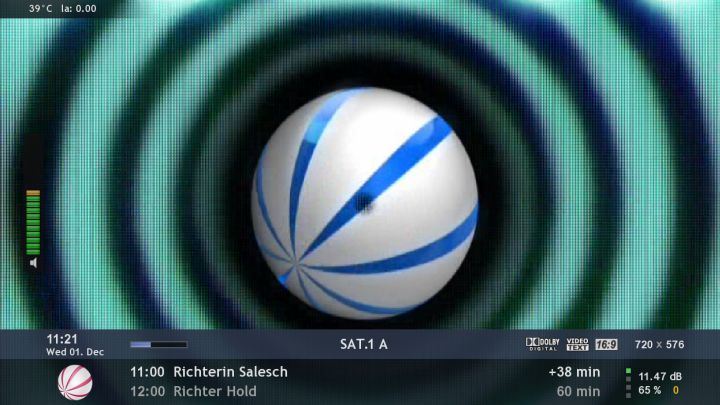 39°C la: 0.00
11:21
Wed 01. Dec
SAT.1 A
DOLBY DIGITAL
VIDEO TEXT
16:9
720 x 576
11:00 Richterin Salesch +38 min
12:00 Richter Hold 60 min
11.47 dB
65 % 0